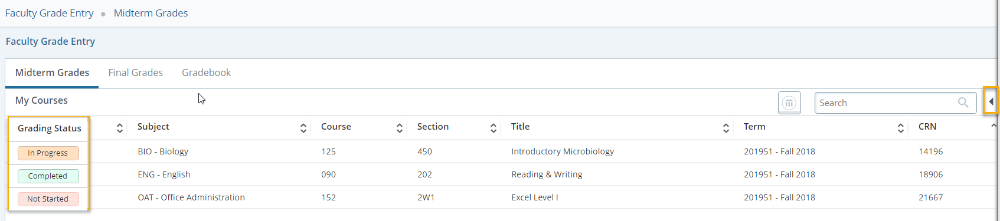 Faculty Grade Entry Midterm Grades
Faculty Grade Entry
Midterm Grades Final Grades Gradebook
My Courses Search
Grading Status Subject Course Section Title Term CRN
In Progress BIO - Biology 125 450 Introductory Microbiology 201951 - Fall 2018 14196
Completed ENG - English 090 202 Reading & Writing 201951 - Fall 2018 18906
Not Started OAT - Office Administration 152 2W1 Excel Level I 201951 - Fall 2018 21667